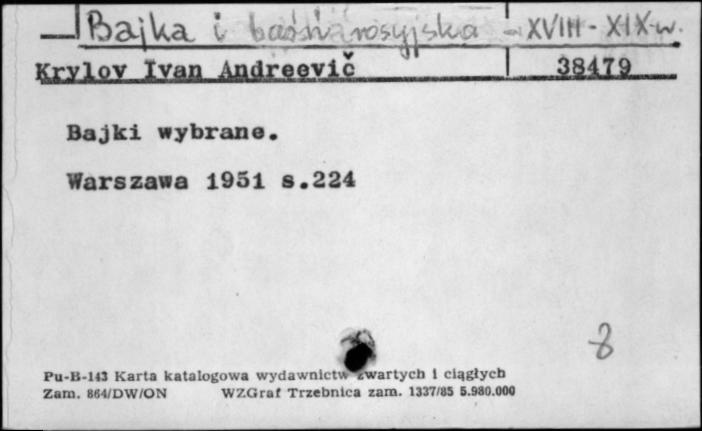 Bajka i baśń rosyjska - XVIII - XIX w.
Krylov Ivan Andreevič 38479
Bajki wybrane.
Warszawa 1951 s.224
8
Pu-B-143 Karta katalogowa wydawnictw zwartych i ciągłych
Zam. 864/DW/ON WZGraf Trzebnica zam. 1337/85 5.980.000